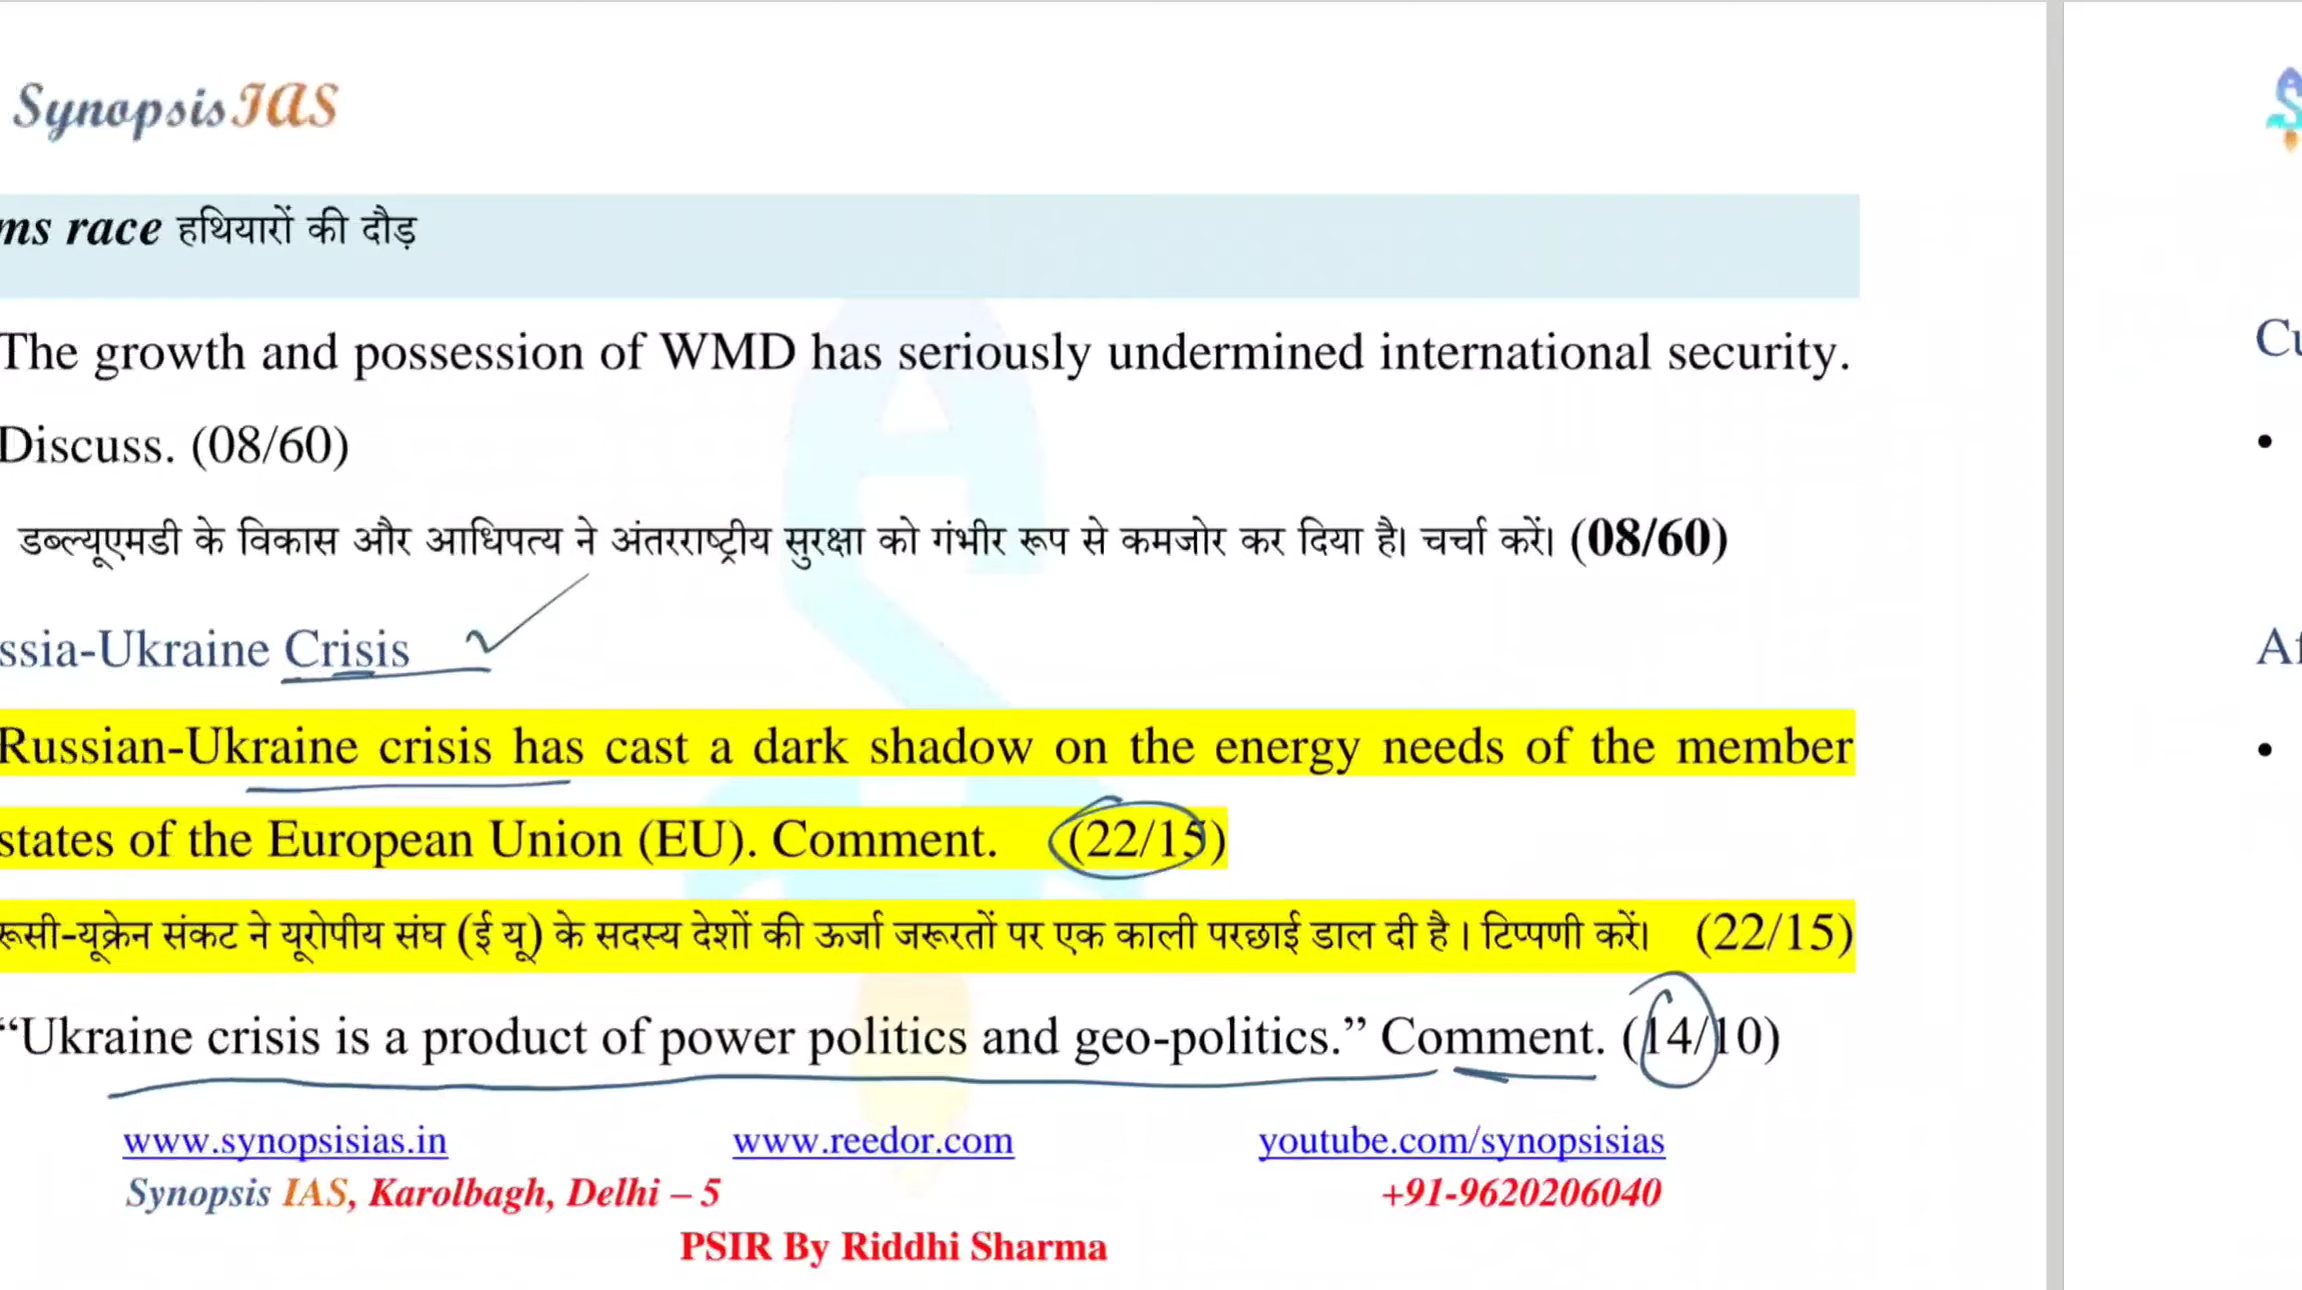 Synopsis IAS
ms race हथियारों की दौड़
The growth and possession of WMD has seriously undermined international security.
Discuss. (08/60)
डब्ल्यूएमडी के विकास और आधिपत्य ने अंतरराष्ट्रीय सुरक्षा को गंभीर रूप से कमजोर कर दिया है। चर्चा करें। (08/60)
ssia-Ukraine Crisis
Russian-Ukraine crisis has cast a dark shadow on the energy needs of the member
states of the European Union (EU). Comment. (22/15)
रूसी-यूक्रेन संकट ने यूरोपीय संघ (ई यू) के सदस्य देशों की ऊर्जा जरूरतों पर एक काली परछाई डाल दी है । टिप्पणी करें। (22/15)
“Ukraine crisis is a product of power politics and geo-politics.” Comment. (14/10)
www.synopsisias.in www.reedor.com youtube.com/synopsisias
Synopsis IAS, Karolbagh, Delhi – 5 +91-9620206040
PSIR By Riddhi Sharma
Cu
•
Af
•